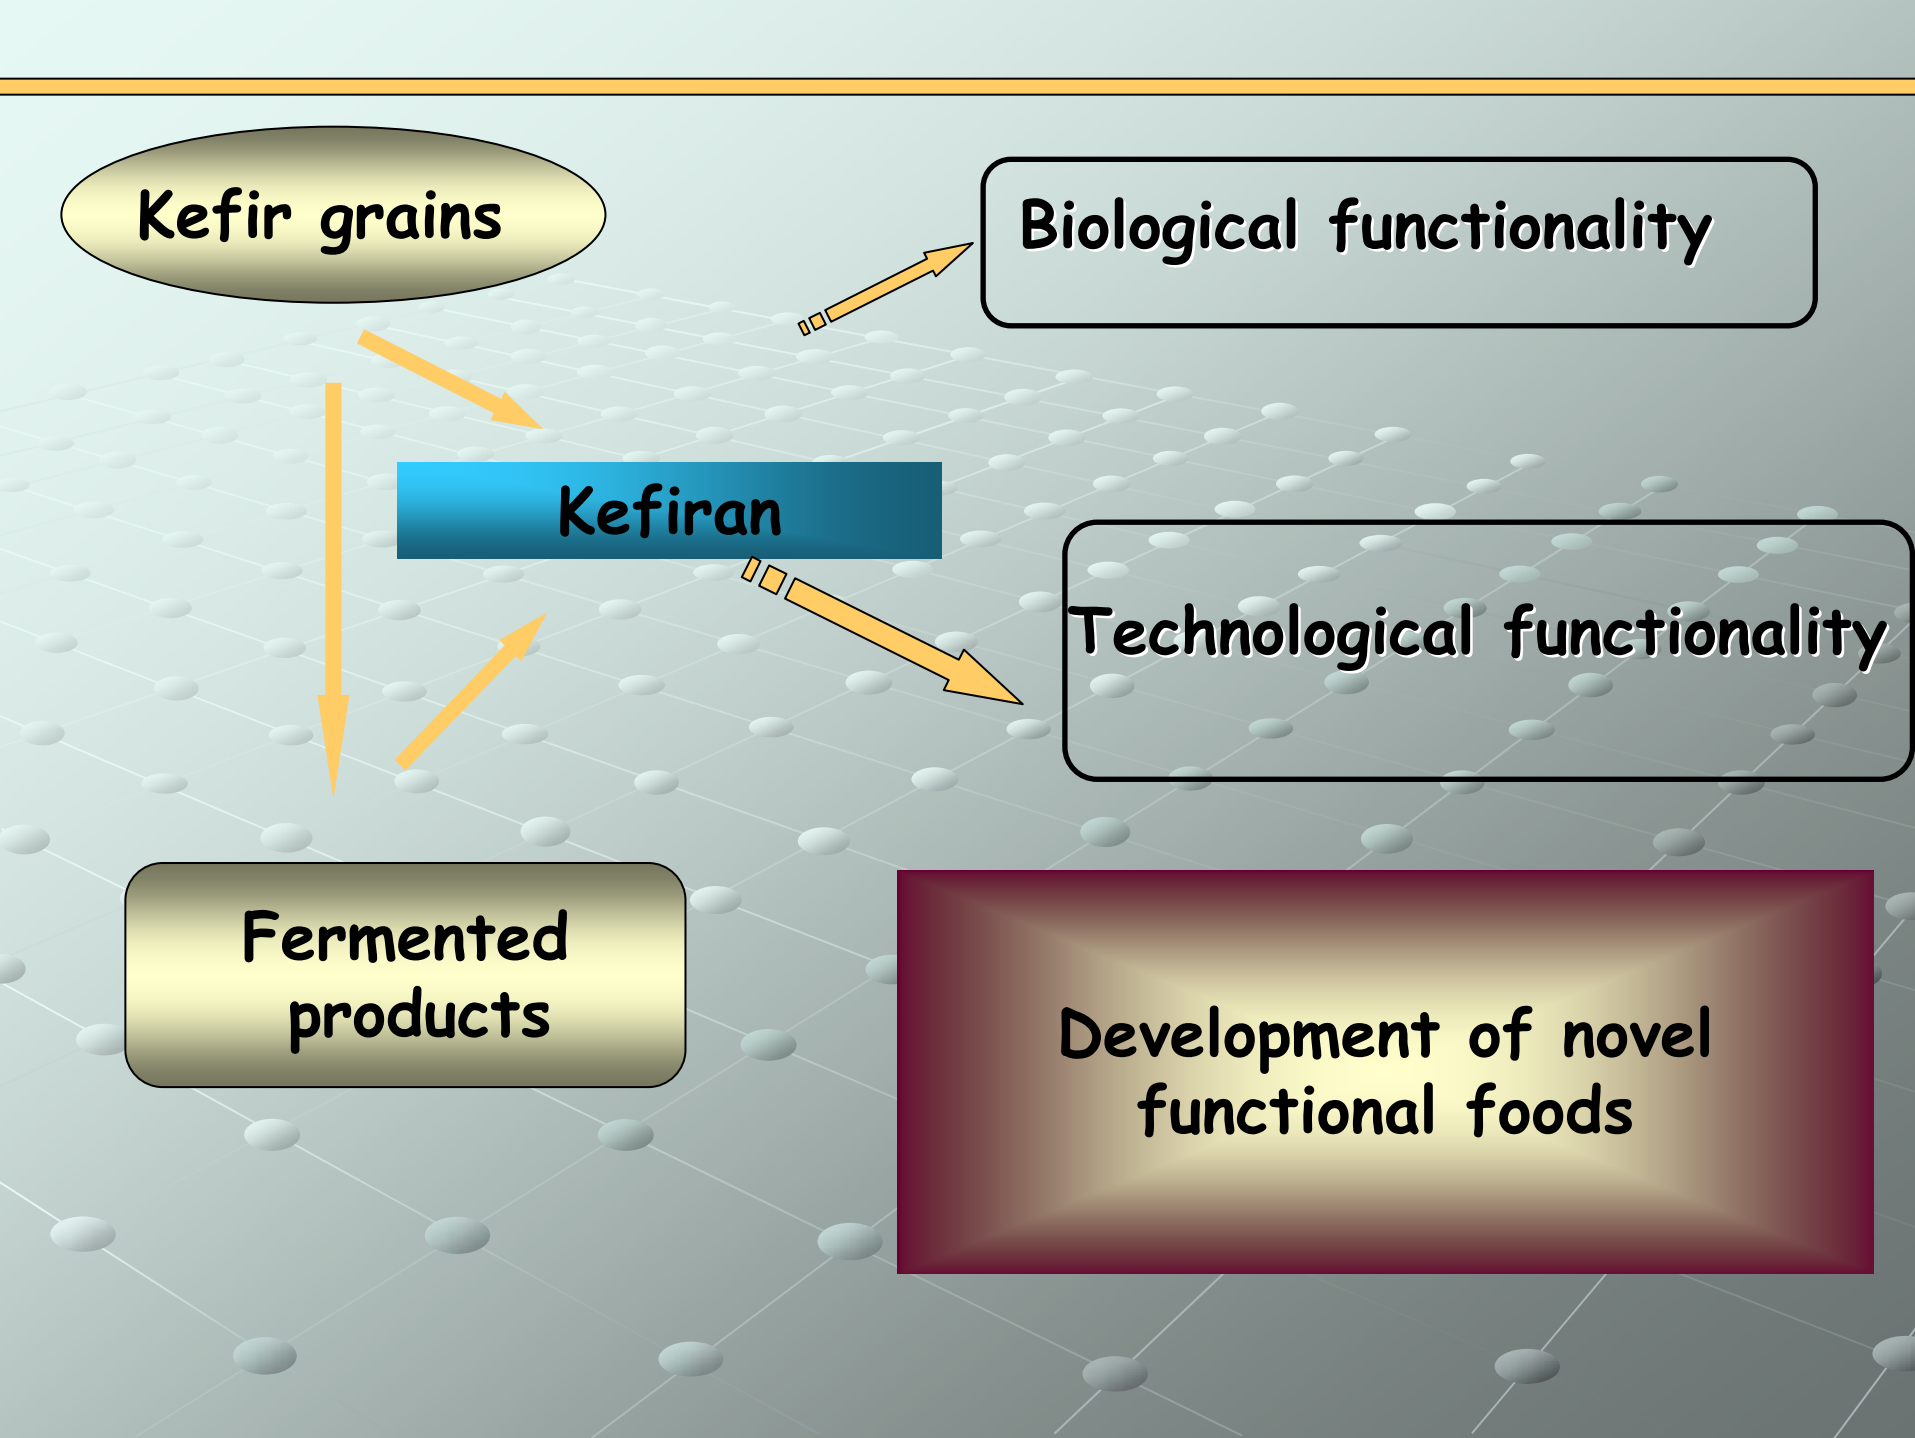 Kefir grains
Biological functionality
Kefiran
Technological functionality
Fermented
products
Development of novel
functional foods